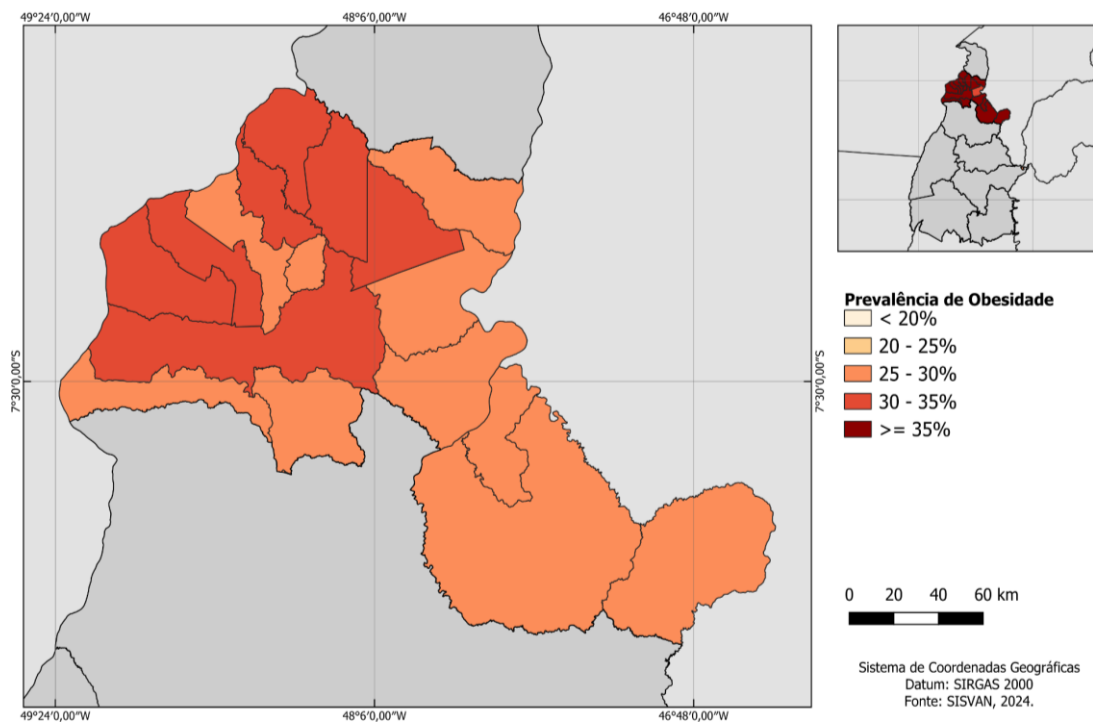 49°24'0,00"W 48°6'0,00"W 46°48'0,00"W
7°30'0,00"S 7°30'0,00"S
49°24'0,00"W 48°6'0,00"W 46°48'0,00"W
Prevalência de Obesidade
< 20%
20 - 25%
25 - 30%
30 - 35%
>= 35%
0 20 40 60 km
Sistema de Coordenadas Geográficas
Datum: SIRGAS 2000
Fonte: SISVAN, 2024.